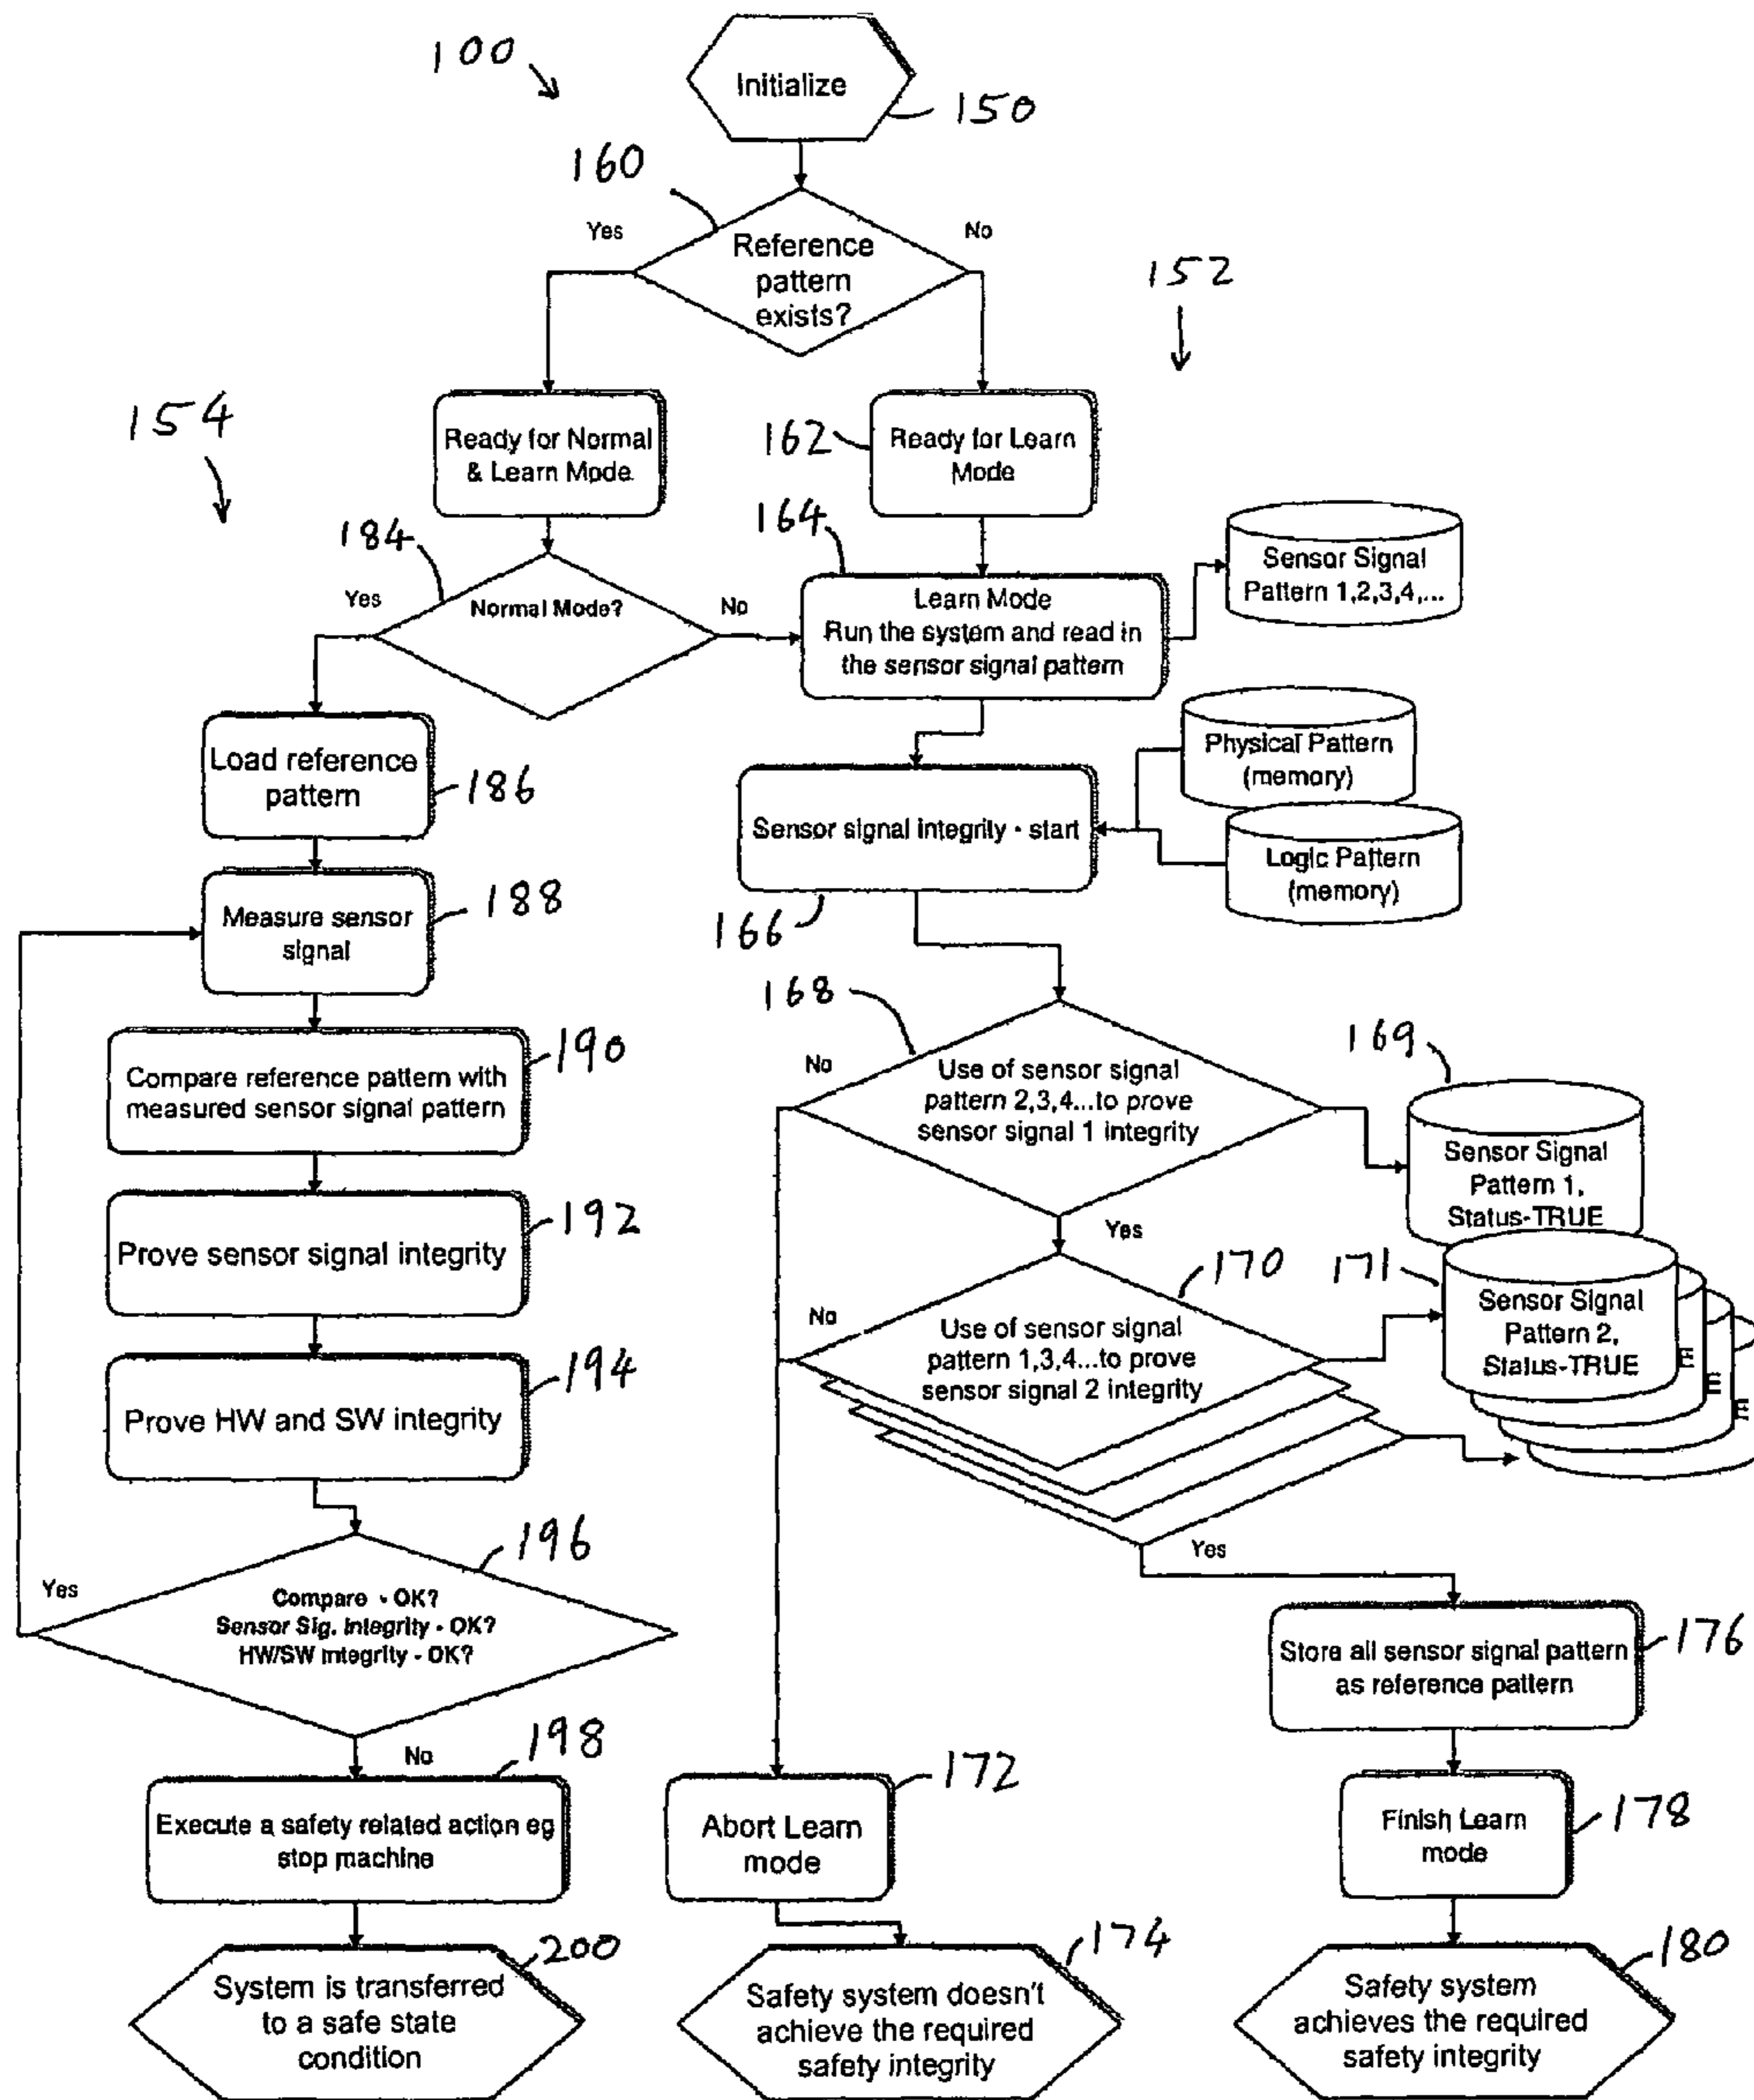 100
Initialize
150
160
Yes
No
Reference
pattern
exists?
152
154
Ready for Normal
& Learn Mode
162
Ready for Learn
Mode
184
164
Yes
Normal Mode?
No
Learn Mode
Run the system and read in
the sensor signal pattern
Sensor Signal
Pattern 1,2,3,4,...
Load reference
pattern
186
Physical Pattern
(memory)
Sensor signal integrity - start
Logic Pattern
(memory)
166
Measure sensor
signal
188
168
No
Use of sensor signal
pattern 2,3,4...to prove
sensor signal 1 integrity
169
Sensor Signal
Pattern 1,
Status-TRUE
Compare reference pattern with
measured sensor signal pattern
190
Yes
Prove sensor signal integrity
192
170
171
No
Use of sensor signal
pattern 1,3,4...to prove
sensor signal 2 integrity
Sensor Signal
Pattern 2,
Status-TRUE
E
E
E
Prove HW and SW integrity
194
Yes
196
Yes
Compare - OK?
Sensor Sig. Integrity - OK?
HW/SW Integrity - OK?
Store all sensor signal pattern
as reference pattern
176
No
198
Execute a safety related action eg
stop machine
172
Abort Learn
mode
Finish Learn
mode
178
200
System is transferred
to a safe state
condition
174
Safety system doesn't
achieve the required
safety integrity
180
Safety system
achieves the required
safety integrity